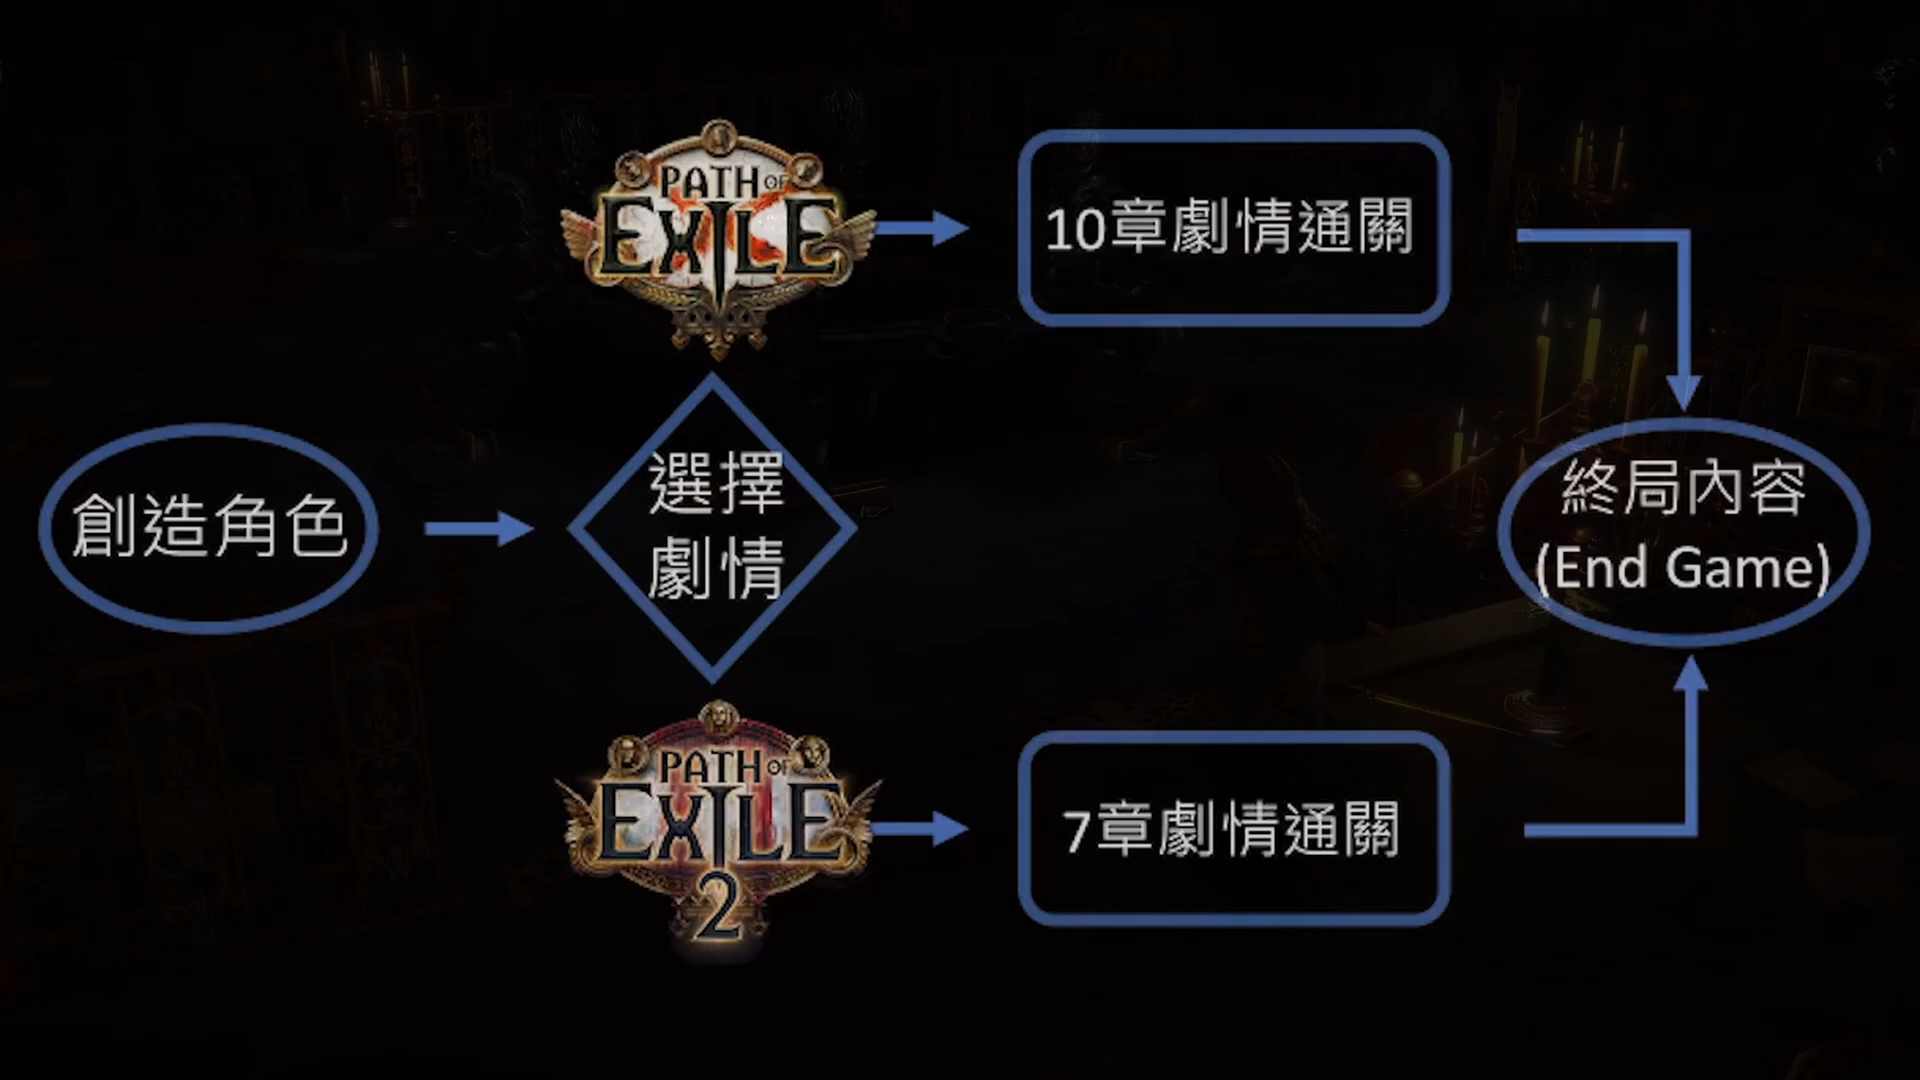 PATH OF
EXILE
10章劇情通關
創造角色
選擇
劇情
終局內容
(End Game)
PATH OF
EXILE
2
7章劇情通關